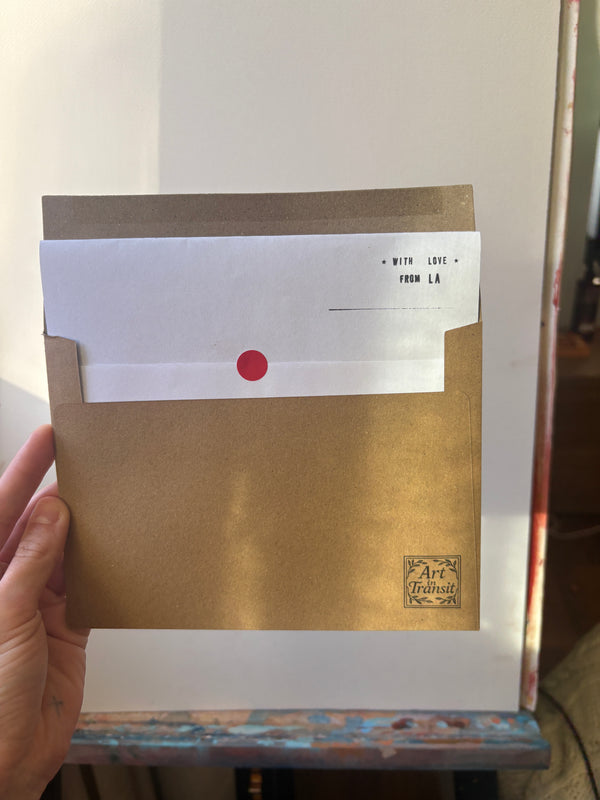 ★ WITH LOVE ★
FROM LA
Art
in
Transit